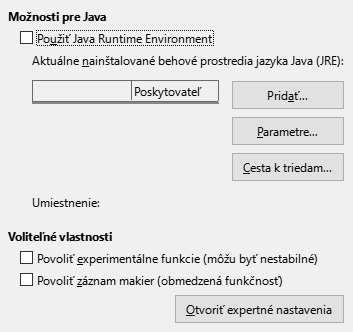 Možnosti pre Java
Použiť Java Runtime Environment
Aktuálne nainštalované behové prostredia jazyka Java (JRE):
Poskytovateľ
Pridať...
Parametre...
Cesta k triedam...
Umiestnenie:
Voliteľné vlastnosti
Povoliť experimentálne funkcie (môžu byť nestabilné)
Povoliť záznam makier (obmedzená funkčnosť)
Otvoriť expertné nastavenia